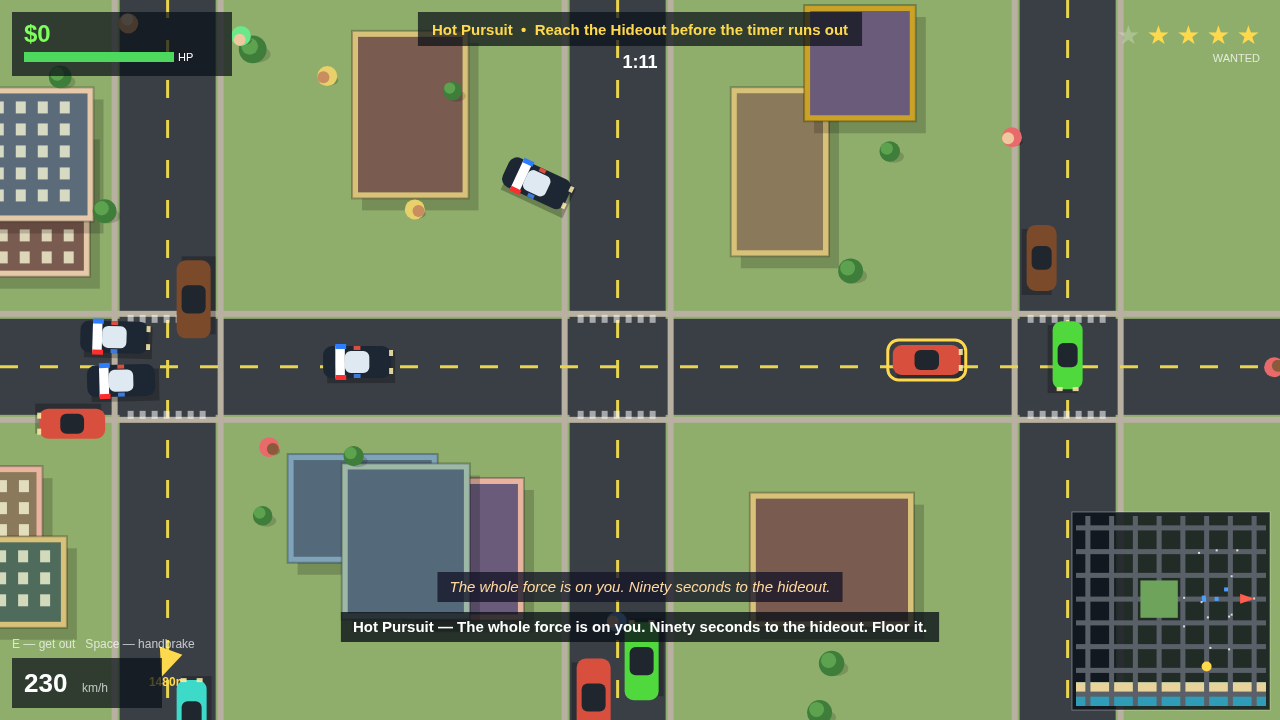 $0
HP
Hot Pursuit • Reach the Hideout before the timer runs out
1:11
WANTED
The whole force is on you. Ninety seconds to the hideout.
Hot Pursuit — The whole force is on you. Ninety seconds to the hideout. Floor it.
E — get out Space — handbrake
230 km/h
1480m